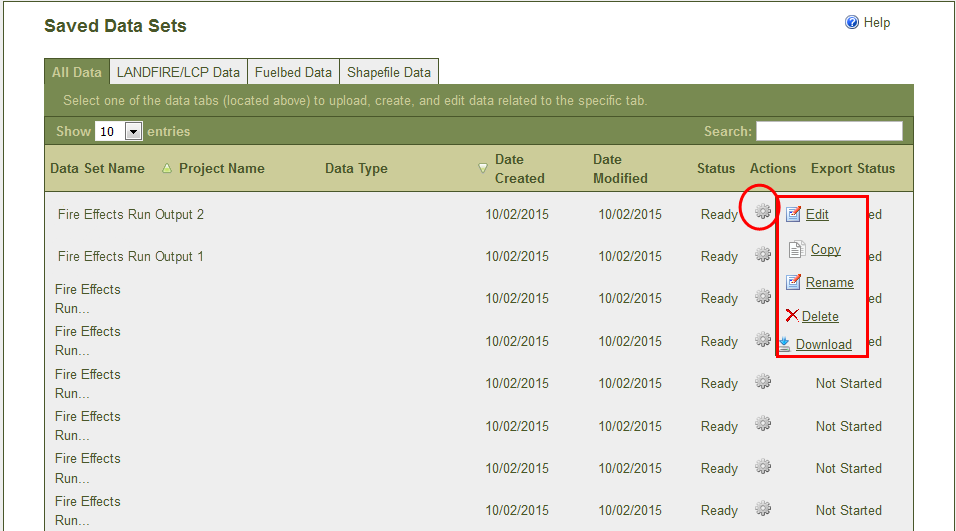 Saved Data Sets
Help
All Data LANDFIRE/LCP Data Fuelbed Data Shapefile Data
Select one of the data tabs (located above) to upload, create, and edit data related to the specific tab.
Show 10 entries Search:
Data Set Name Project Name Data Type Date Created Date Modified Status Actions Export Status
Fire Effects Run Output 2 10/02/2015 10/02/2015 Ready Edit ed
Copy
Fire Effects Run Output 1 10/02/2015 10/02/2015 Ready ed
Rename
Fire Effects
Run... 10/02/2015 10/02/2015 Ready ed
Delete
Fire Effects
Run... 10/02/2015 10/02/2015 Ready Download ed
Fire Effects
Run... 10/02/2015 10/02/2015 Ready Not Started
Fire Effects
Run... 10/02/2015 10/02/2015 Ready Not Started
Fire Effects
Run... 10/02/2015 10/02/2015 Ready Not Started
Fire Effects
Run... 10/02/2015 10/02/2015 Ready Not Started